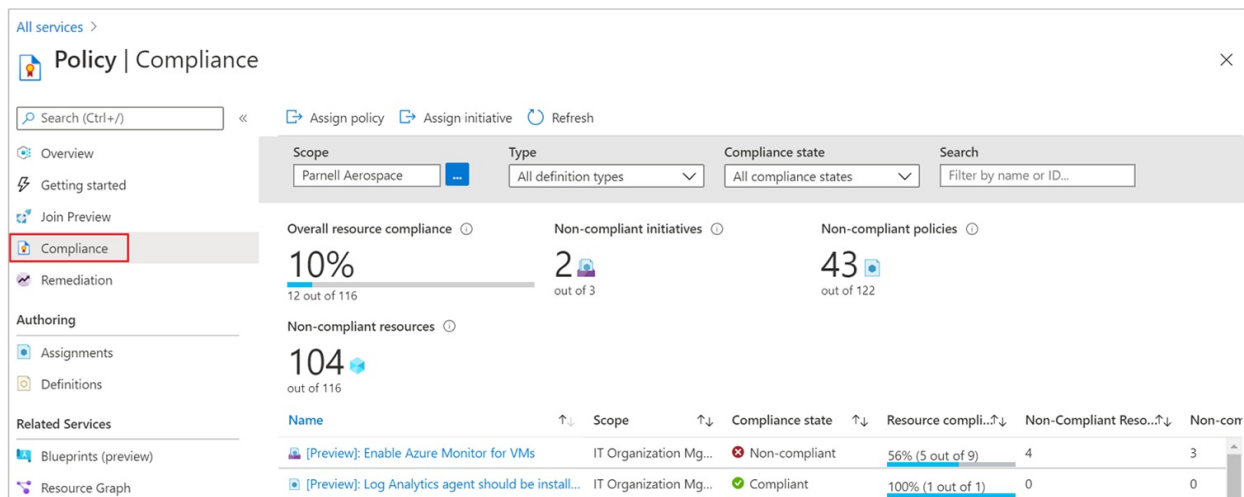 All services >
Policy | Compliance
Search (Ctrl+/)
«
Assign policy Assign initiative Refresh
Overview
Getting started
Join Preview
Compliance
Remediation
Authoring
Assignments
Definitions
Related Services
Blueprints (preview)
Resource Graph
Scope Type Compliance state Search
Parnell Aerospace ... All definition types All compliance states Filter by name or ID...
Overall resource compliance Non-compliant initiatives Non-compliant policies
10% 2 43
12 out of 116 out of 3 out of 122
Non-compliant resources
104
out of 116
Name Scope Compliance state Resource compli... Non-Compliant Reso... Non-com
[Preview]: Enable Azure Monitor for VMs IT Organization Mg... Non-compliant 56% (5 out of 9) 4 3
[Preview]: Log Analytics agent should be install... IT Organization Mg... Compliant 100% (1 out of 1) 0 0